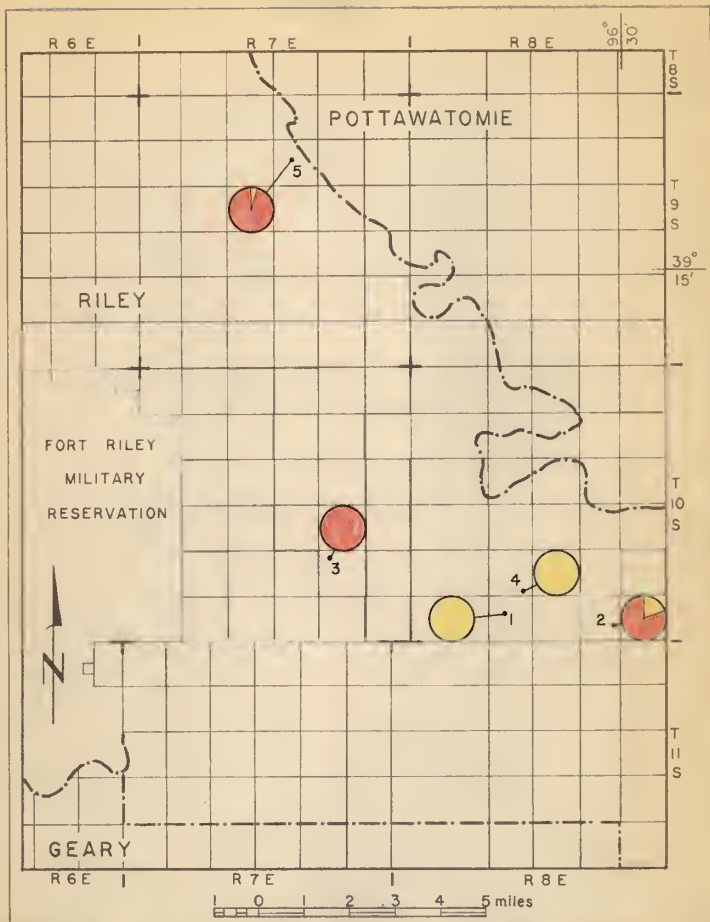 R 6 E I R 7 E I R 8 E
96°
30'
T 8 S
POTTAWATOMIE
5
T 9 S
39°
15'
RILEY
FORT RILEY
MILITARY
RESERVATION
T 10 S
3
4
1
2
N
T 11 S
GEARY
R 6 E I R 7 E I R 8 E
1 0 1 2 3 4 5 miles